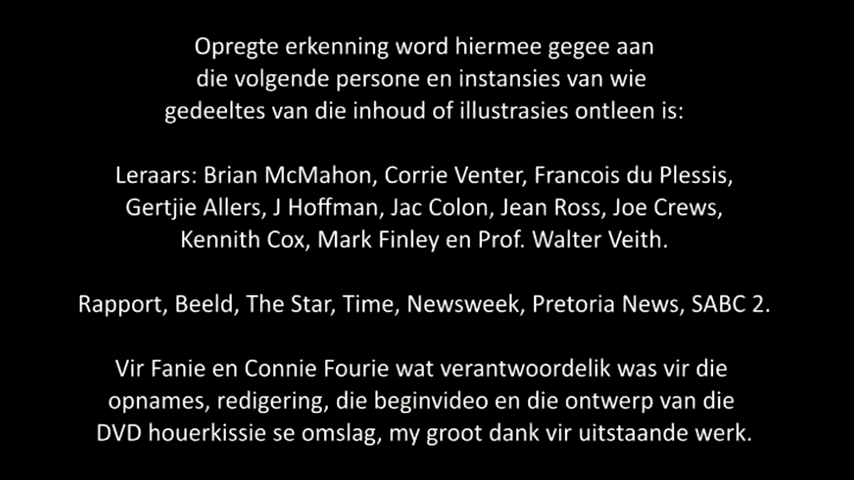 Opregte erkenning word hiermee gegee aan
die volgende persone en instansies van wie
gedeeltes van die inhoud of illustrasies ontleen is:
Leraars: Brian McMahon, Corrie Venter, Francois du Plessis,
Gertjie Allers, J Hoffman, Jac Colon, Jean Ross, Joe Crews,
Kennith Cox, Mark Finley en Prof. Walter Veith.
Rapport, Beeld, The Star, Time, Newsweek, Pretoria News, SABC 2.
Vir Fanie en Connie Fourie wat verantwoordelik was vir die
opnames, redigering, die beginvideo en die ontwerp van die
DVD houerkissie se omslag, my groot dank vir uitstaande werk.